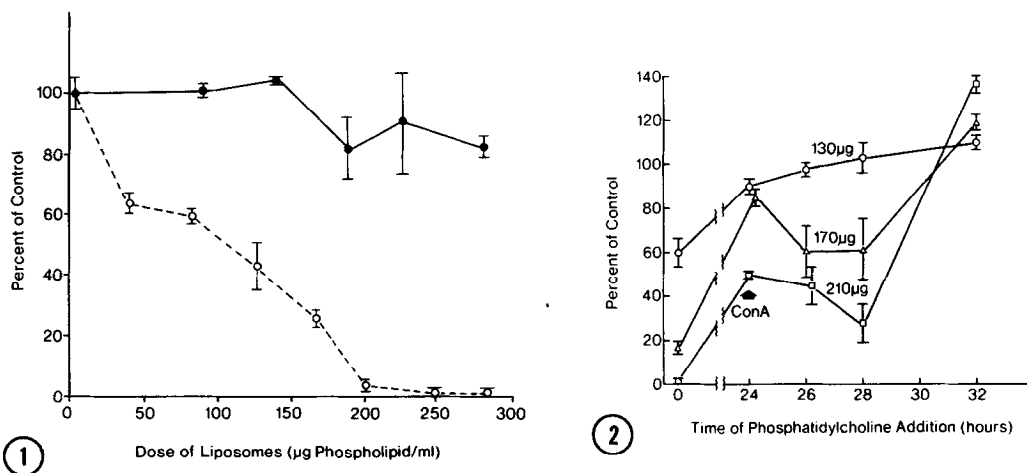 100
80
60
40
20
0
Percent of Control
0 50 100 150 200 250 300
Dose of Liposomes (μg Phospholipid/ml)
1
140
120
100
80
60
40
20
0
Percent of Control
130μg
170μg
210μg
ConA
0 24 26 28 30 32
Time of Phosphatidylcholine Addition (hours)
2